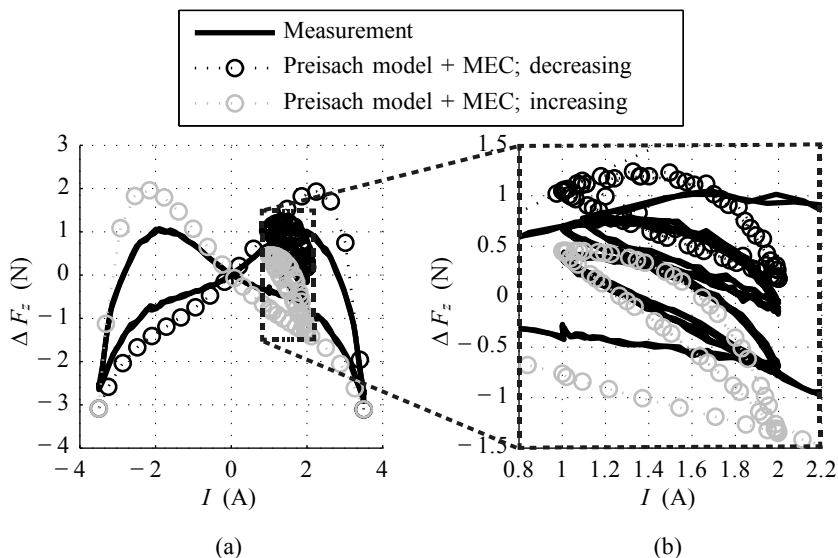 Measurement
Preisach model + MEC; decreasing
Preisach model + MEC; increasing
3
2
1
0
−1
−2
−3
−4
−4 −2 0 2 4
Δ F_z (N)
I (A)
(a)
1.5
1
0.5
0
−0.5
−1
−1.5
0.8 1 1.2 1.4 1.6 1.8 2 2.2
Δ F_z (N)
I (A)
(b)